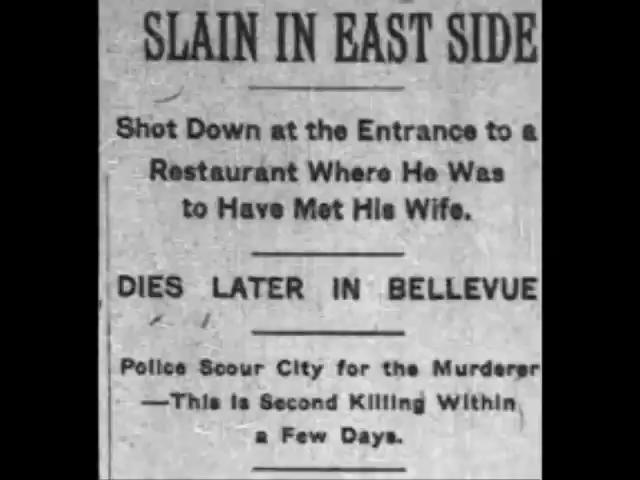 SLAIN IN EAST SIDE
Shot Down at the Entrance to a
Restaurant Where He Was
to Have Met His Wife.
DIES LATER IN BELLEVUE
Police Scour City for the Murderer
—This is Second Killing Within
a Few Days.